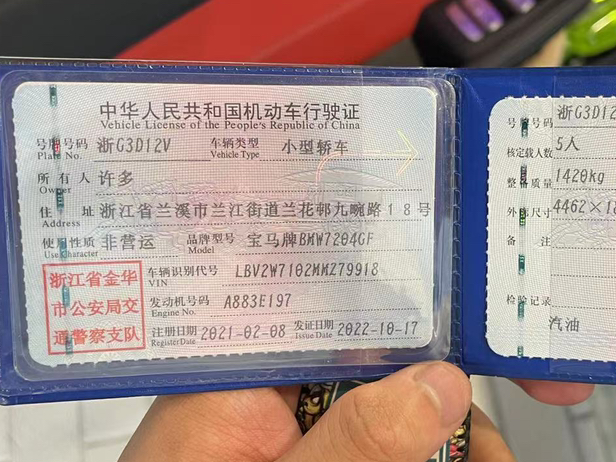 中华人民共和国机动车行驶证
Vehicle License of the People's Republic of China
号牌号码 浙G3D12V 车辆类型 小型轿车
Plate No. Vehicle Type
所有人 许多
Owner
住址 浙江省兰溪市兰江街道兰花邨九畹路18号
Address
使用性质 非营运 品牌型号 宝马牌BMW7204GF
Use Character Model
浙江省金华
市公安局交
通警察支队
车辆识别代号 LBV2W7102MMZ79918
VIN
发动机号码 A883E197
Engine No.
注册日期 2021-02-08 发证日期 2022-10-17
Register Date Issue Date
号牌号码 浙G3D12
核定载人数 5人
整备质量 1420kg
外廓尺寸 4462×18
备注
检验记录
汽油